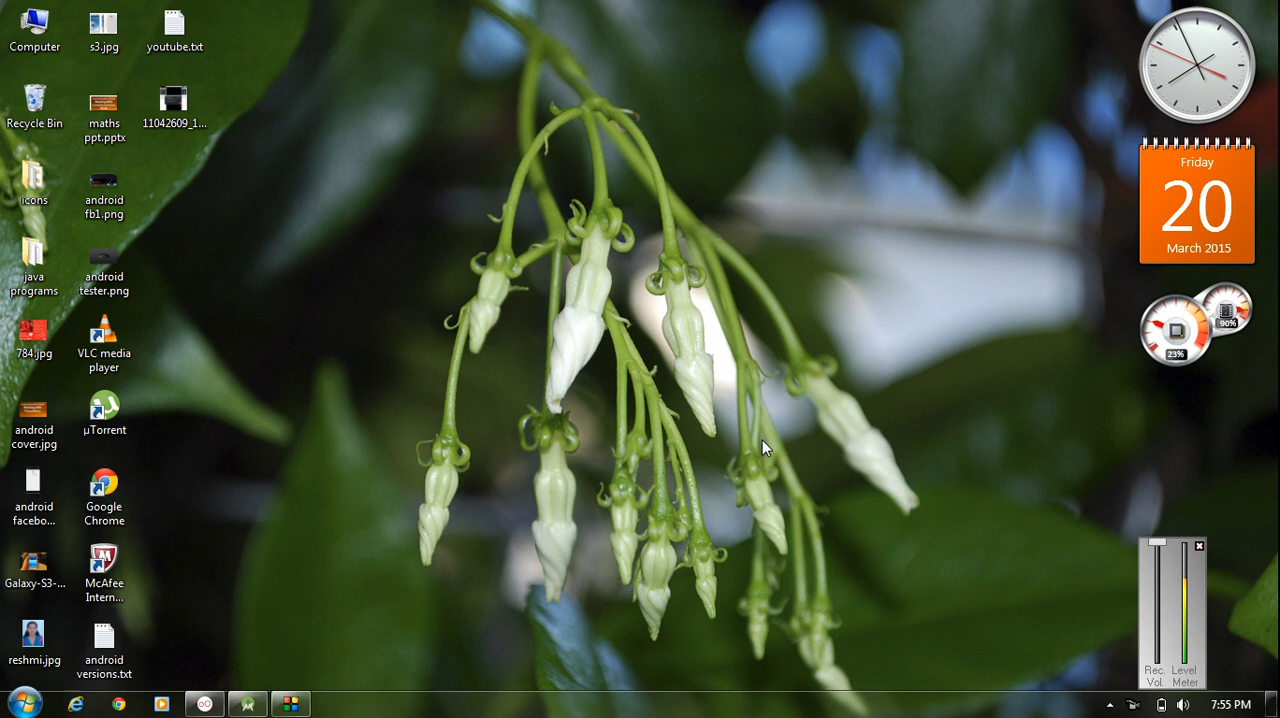 Computer
s3.jpg
youtube.txt
Recycle Bin
maths
ppt.pptx
11042609_1...
icons
android
fb1.png
java
programs
android
tester.png
784.jpg
VLC media
player
android
cover.jpg
µTorrent
android
facebo...
Google
Chrome
Galaxy-S3-...
McAfee
Intern...
reshmi.jpg
android
versions.txt
Friday
20
March 2015
90%
23%
Rec.
Vol.
Level
Meter
7:55 PM